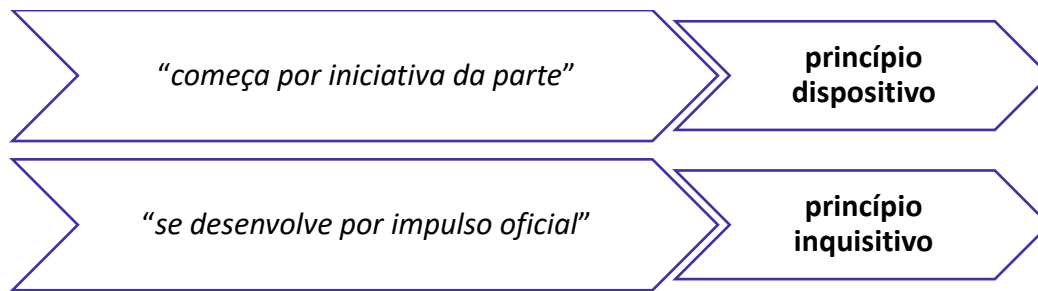 “começa por iniciativa da parte”
princípio
dispositivo
“se desenvolve por impulso oficial”
princípio
inquisitivo